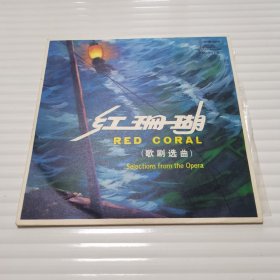 红珊瑚
RED CORAL
(歌剧选曲)
Selections from the Opera